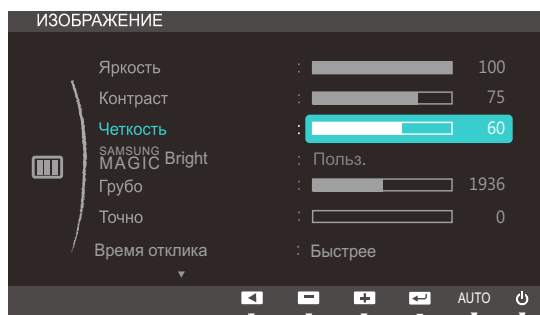 ИЗОБРАЖЕНИЕ
Яркость : 100
Контраст : 75
Четкость : 60
SAMSUNG MAGIC Bright : Польз.
Грубо : 1936
Точно : 0
Время отклика : Быстрее
AUTO